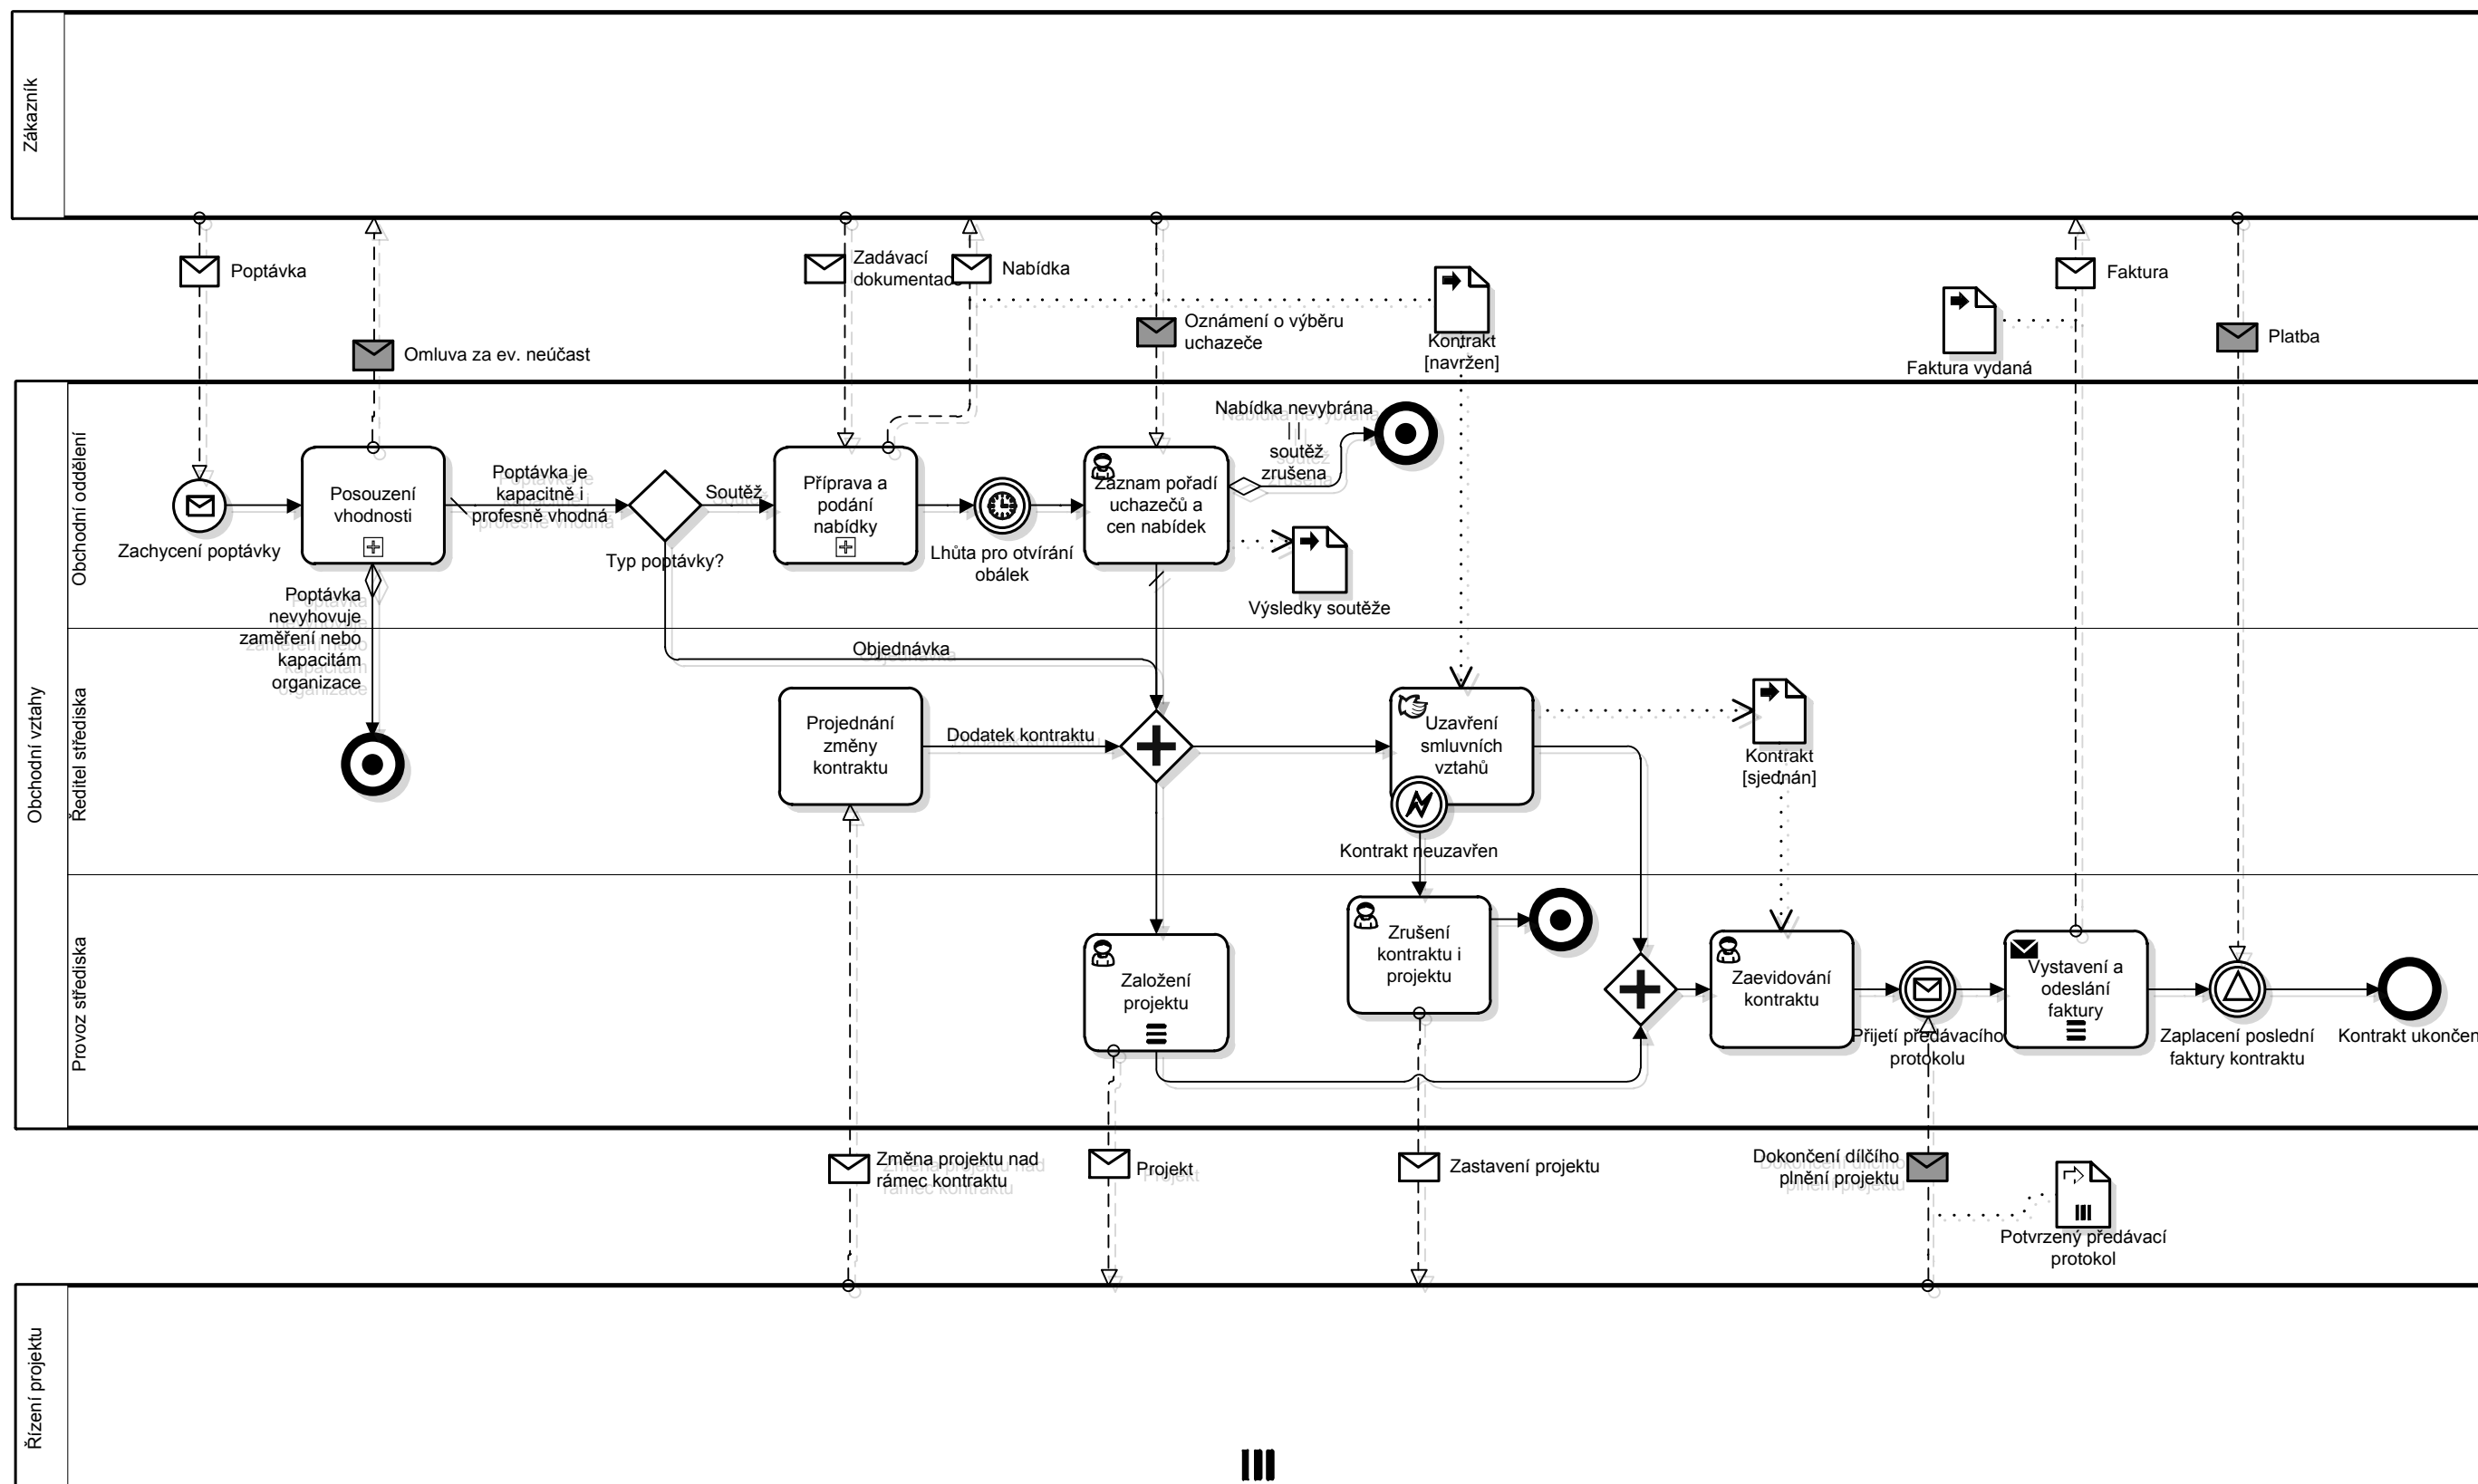 Zákazník
Poptávka
Omluva za ev. neúčast
Zadávací
dokumentace
Nabídka
Oznámení o výběru
uchazeče
Kontrakt
[navržen]
Faktura vydaná
Faktura
Platba
Obchodní vztahy
Obchodní oddělení
Zachycení poptávky
Posouzení
vhodnosti
Poptávka je
kapacitně i
profesně vhodná
Typ poptávky?
Soutěž
Příprava a
podání
nabídky
Lhůta pro otvírání
obálek
Záznam pořadí
uchazečů a
cen nabídek
Nabídka nevybrána
||
soutěž
zrušena
Výsledky soutěže
Poptávka
nevyhovuje
zaměření nebo
kapacitám
organizace
Ředitel střediska
Objednávka
Projednání
změny
kontraktu
Dodatek kontraktu
Uzavření
smluvních
vztahů
Kontrakt neuzavřen
Kontrakt
[sjednán]
Provoz střediska
Založení
projektu
Zrušení
kontraktu i
projektu
Zaevidování
kontraktu
Přijetí předávacího
protokolu
Vystavení a
odeslání
faktury
Zaplacení poslední
faktury kontraktu
Kontrakt ukončen
Změna projektu nad
rámec kontraktu
Projekt
Zastavení projektu
Dokončení dílčího
plnění projektu
Potvrzený předávací
protokol
Řízení projektu